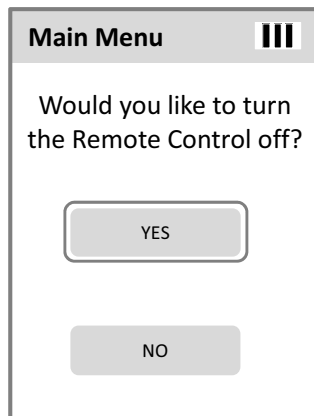 Main Menu
Would you like to turn
the Remote Control off?
YES
NO